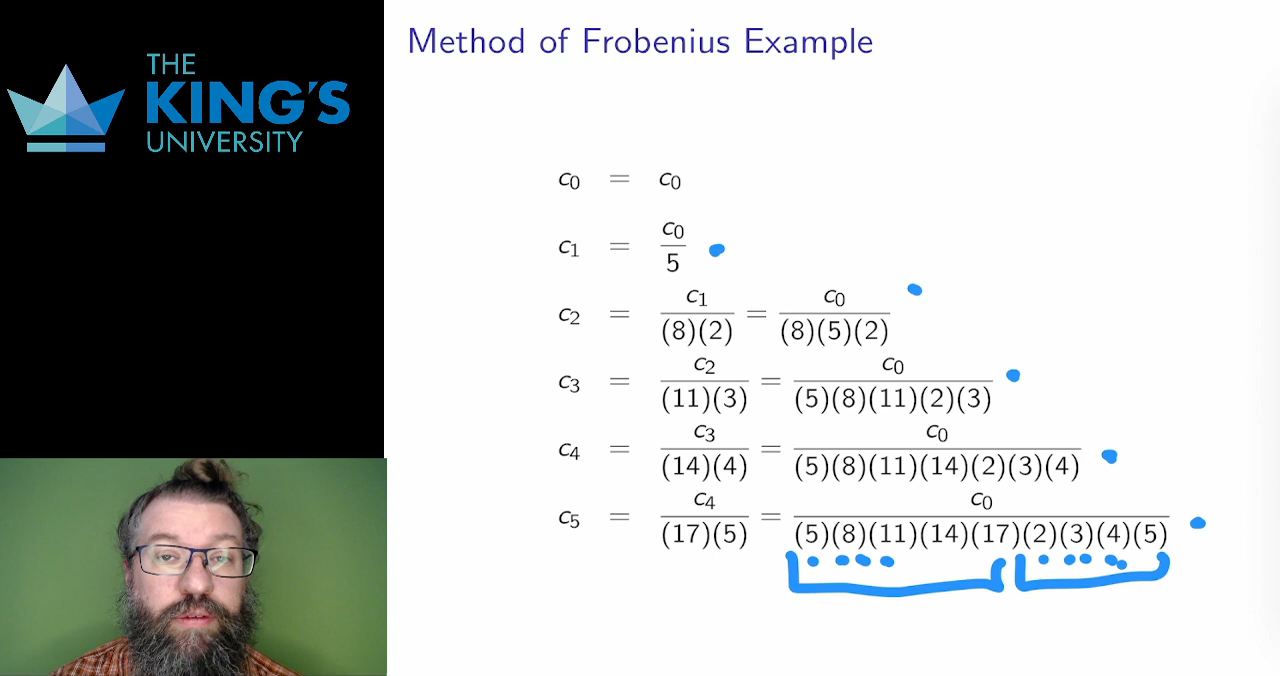 THE
KING'S
UNIVERSITY
Method of Frobenius Example
c₀ = c₀
c₁ = c₀/5
c₂ = c₁/(8)(2) = c₀/(8)(5)(2)
c₃ = c₂/(11)(3) = c₀/(5)(8)(11)(2)(3)
c₄ = c₃/(14)(4) = c₀/(5)(8)(11)(14)(2)(3)(4)
c₅ = c₄/(17)(5) = c₀/(5)(8)(11)(14)(17)(2)(3)(4)(5)